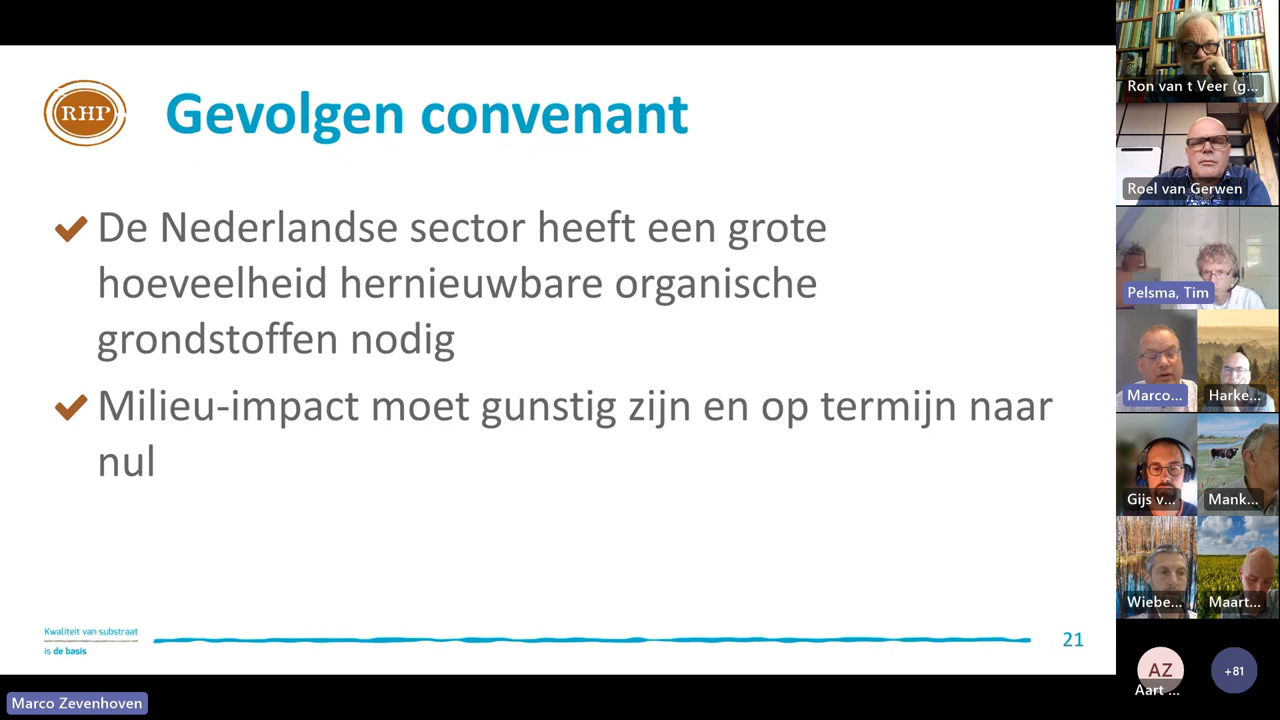 RHP
Gevolgen convenant
De Nederlandse sector heeft een grote
hoeveelheid hernieuwbare organische
grondstoffen nodig
Milieu-impact moet gunstig zijn en op termijn naar
nul
Kwaliteit van substraat
is de basis
21
Marco Zevenhoven
Ron van t Veer (g...
Roel van Gerwen
Pelsma, Tim
Marco...
Harke...
Gijs v...
Mank...
Wiebe...
Maart...
AZ
Aart ...
+81